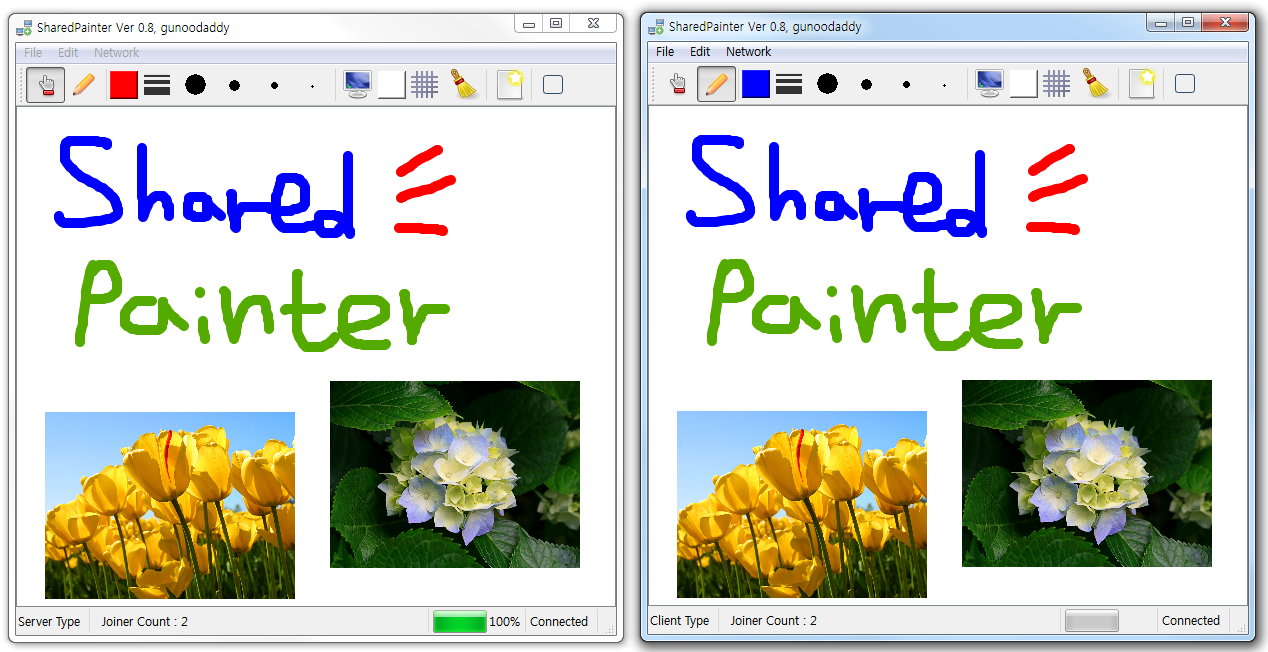 SharedPainter Ver 0.8, gunoodaddy
File Edit Network
Shared
Painter
Server Type Joiner Count : 2 100% Connected
SharedPainter Ver 0.8, gunoodaddy
File Edit Network
Shared
Painter
Client Type Joiner Count : 2 Connected